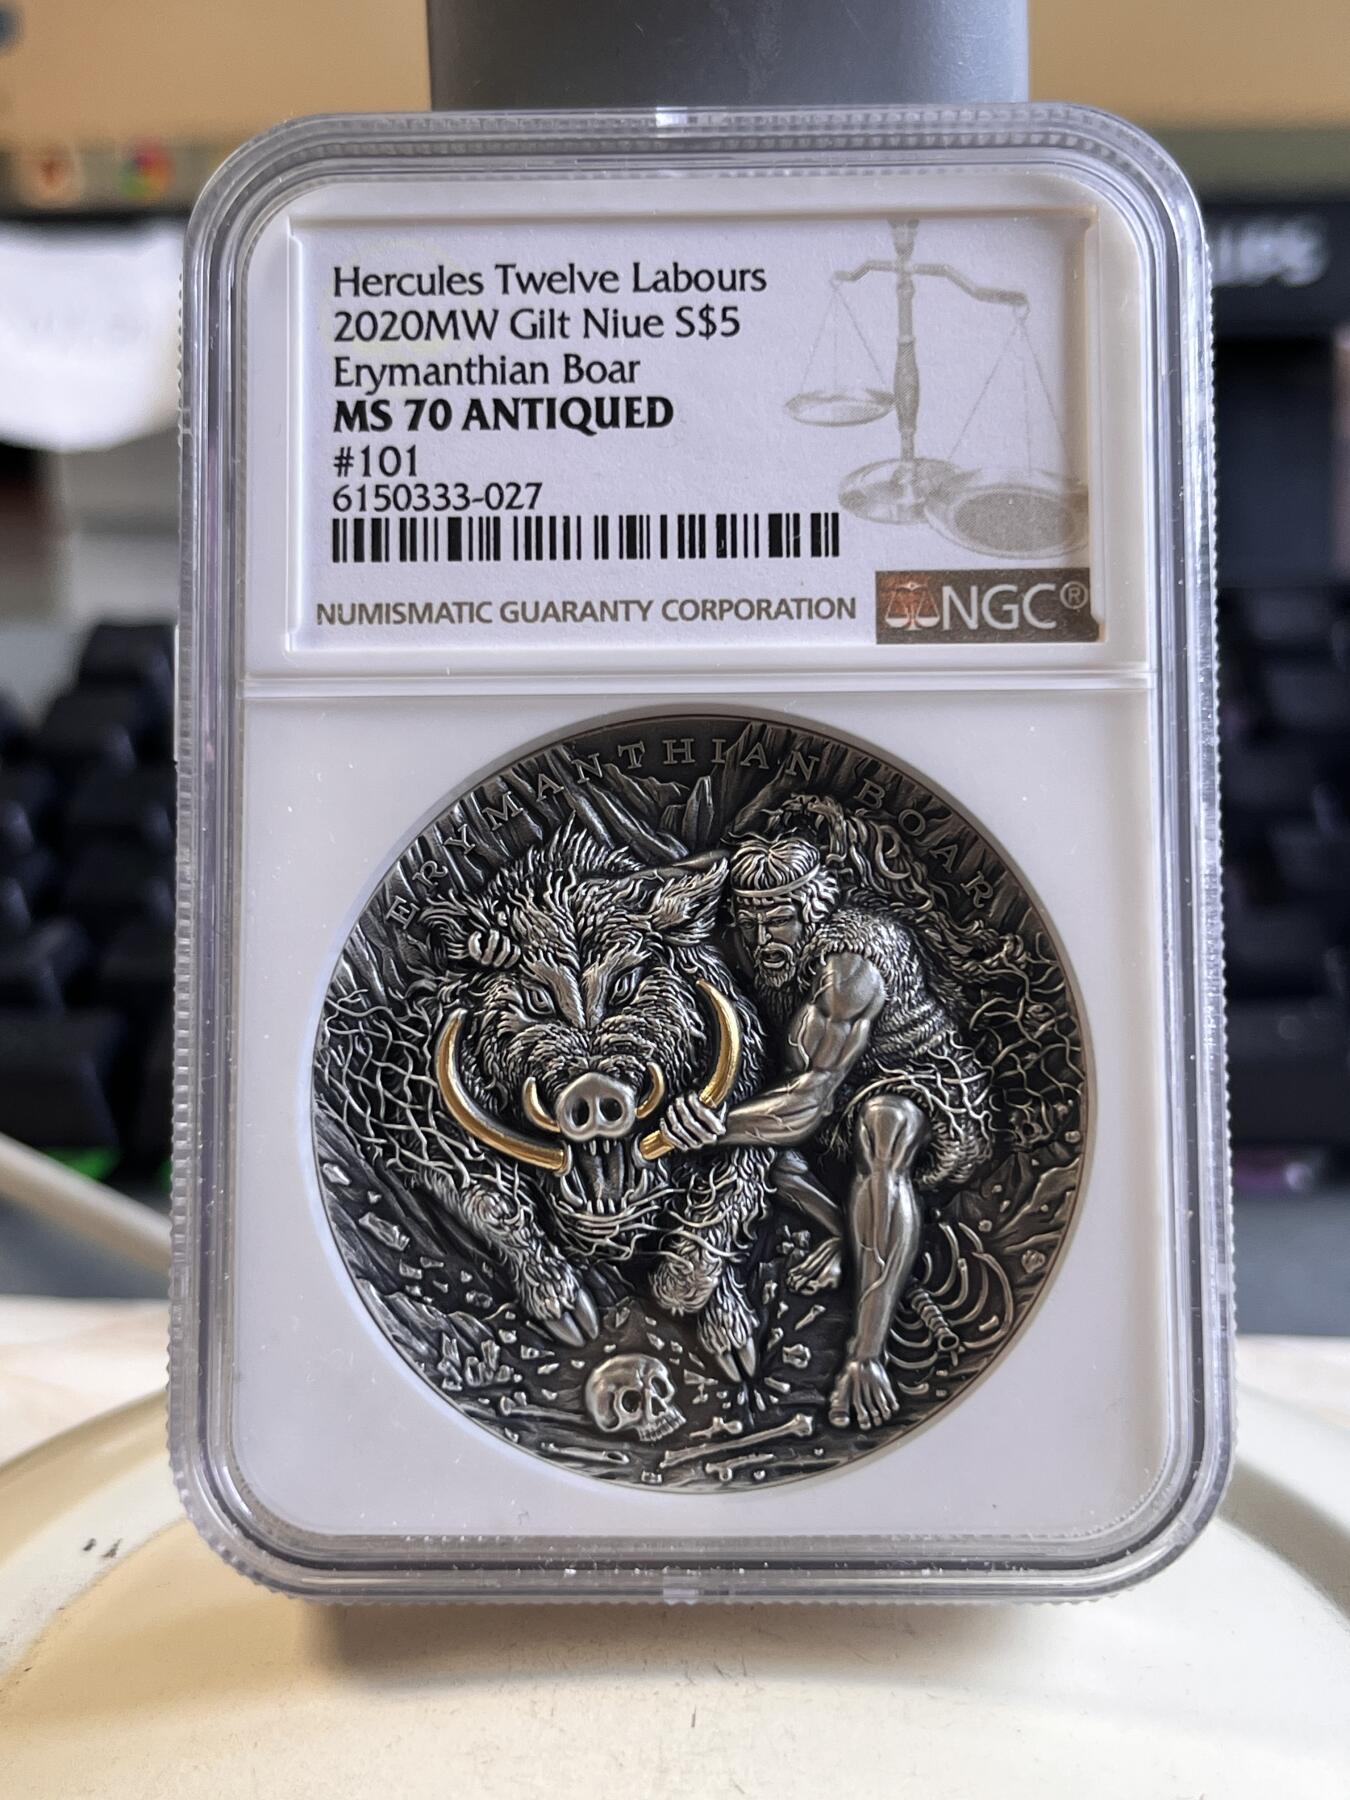 Hercules Twelve Labours
2020MW Gilt Niue S$5
Erymanthian Boar
MS 70 ANTIQUED
#101
6150333-027
NUMISMATIC GUARANTY CORPORATION
NGC®
ERYMANTHIAN BOAR